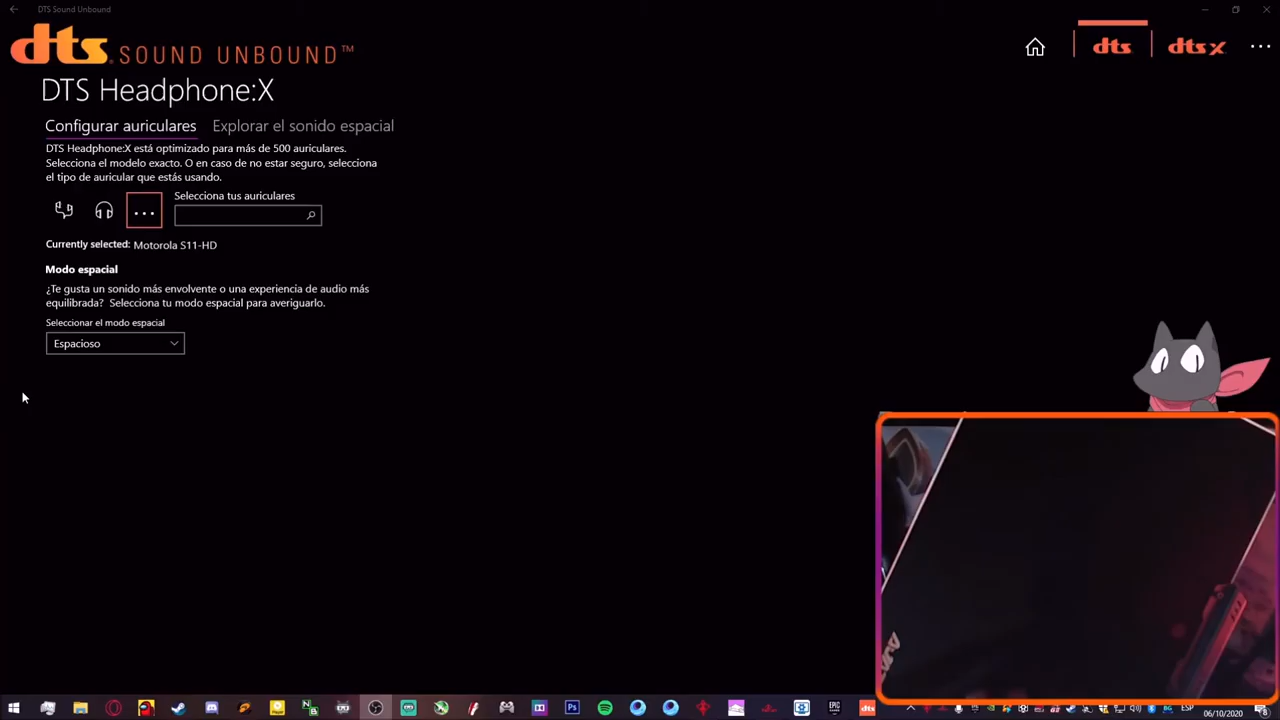 DTS Sound Unbound
dts SOUND UNBOUND™
dts
dts x
DTS Headphone:X
Configurar auriculares
Explorar el sonido espacial
DTS Headphone:X está optimizado para más de 500 auriculares.
Selecciona el modelo exacto. O en caso de no estar seguro, selecciona
el tipo de auricular que estás usando.
Selecciona tus auriculares
Currently selected: Motorola S11-HD
Modo espacial
¿Te gusta un sonido más envolvente o una experiencia de audio más
equilibrada? Selecciona tu modo espacial para averiguarlo.
Seleccionar el modo espacial
Espacioso
Ps
EPIC
dts
ESP
06/10/2020